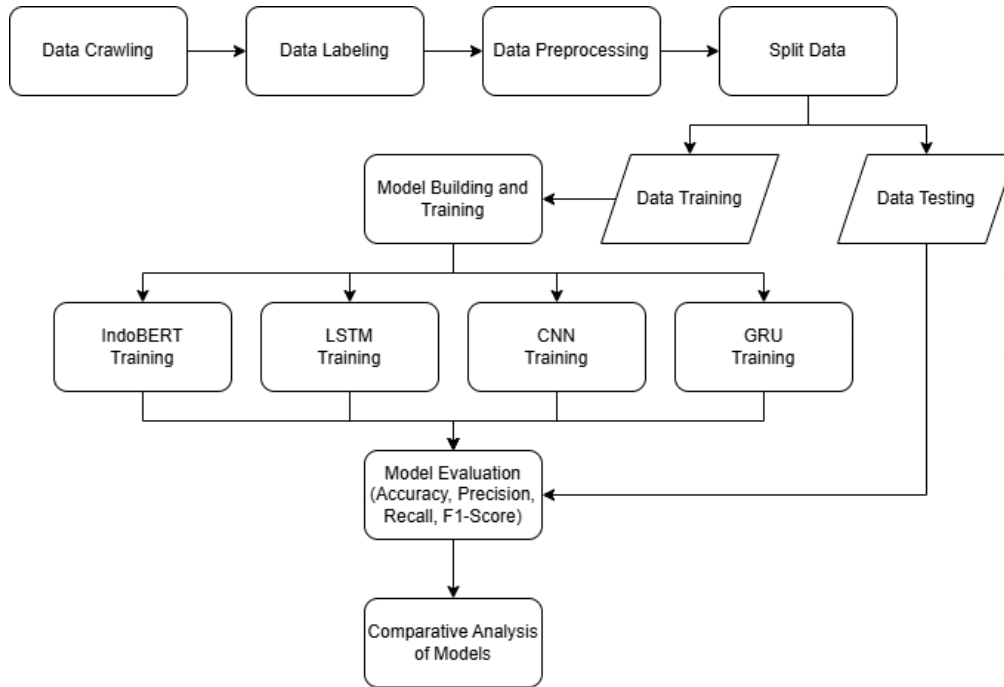 Data Crawling
Data Labeling
Data Preprocessing
Split Data
Model Building and
Training
Data Training
Data Testing
IndoBERT
Training
LSTM
Training
CNN
Training
GRU
Training
Model Evaluation
(Accuracy, Precision,
Recall, F1-Score)
Comparative Analysis
of Models